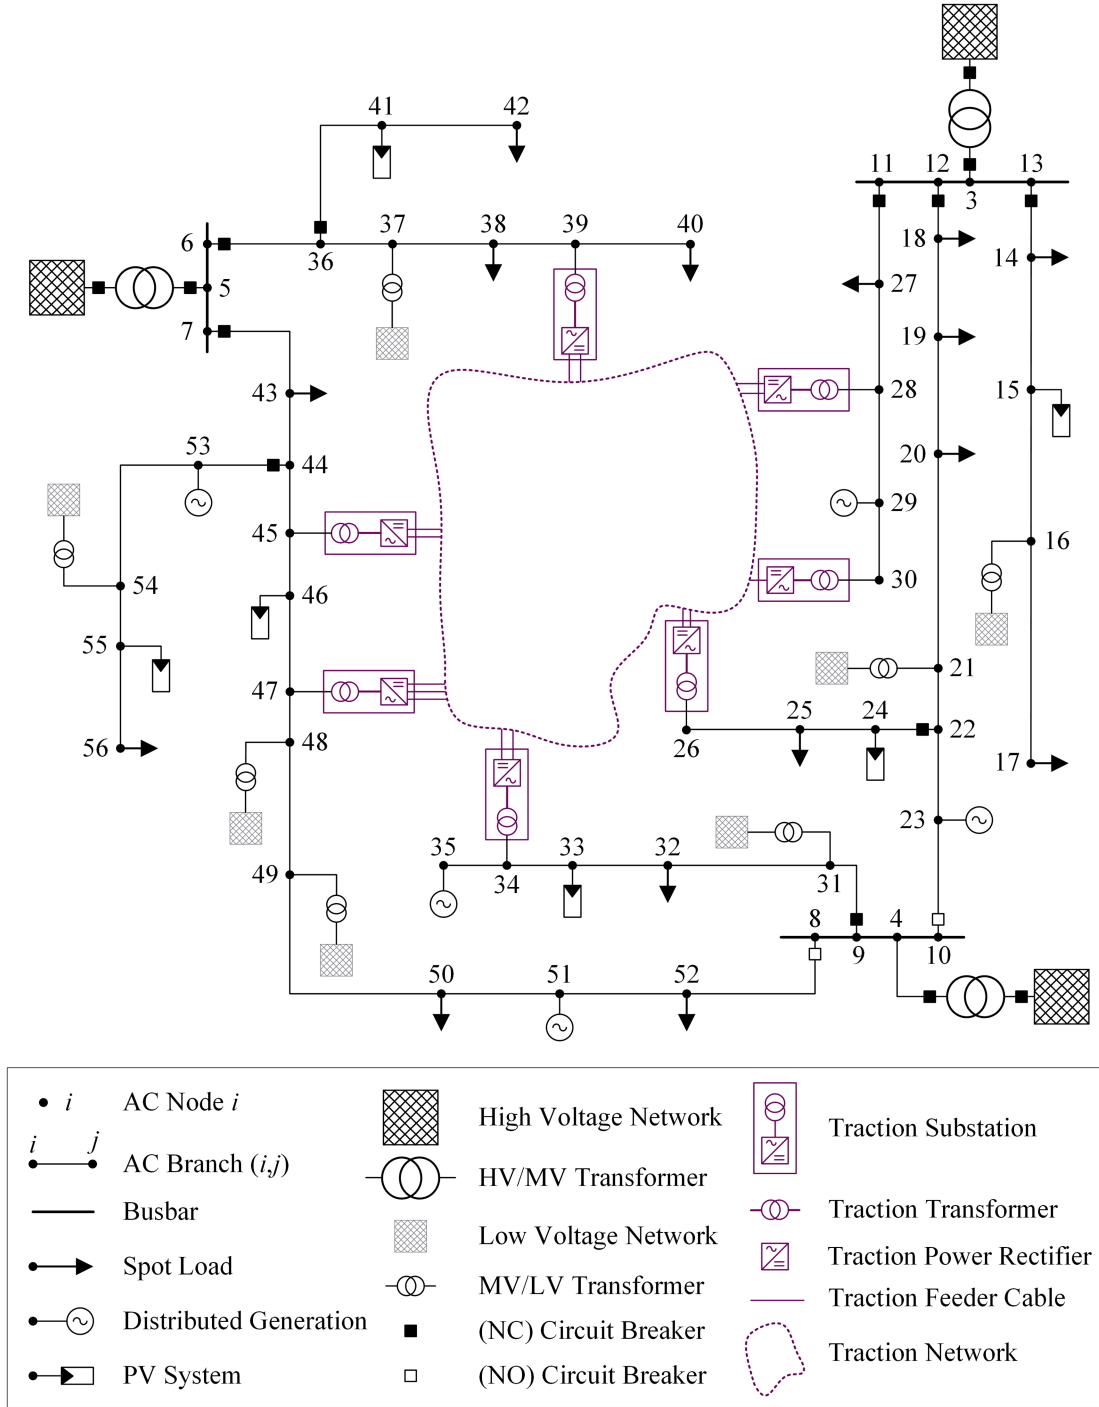 41 42
11 12 13
3
6 37 38 39 40
36
18
14
5
27
7
19
43
28
15
53
44
20
29
45
16
54
46
30
55
47
21
25 24
26
22
56
48
17
35 33 32
23
34 31
49
8 4
9 10
50 51 52
i AC Node i
i j
AC Branch (i,j)
Busbar
Spot Load
Distributed Generation
PV System
High Voltage Network
HV/MV Transformer
Low Voltage Network
MV/LV Transformer
(NC) Circuit Breaker
(NO) Circuit Breaker
Traction Substation
Traction Transformer
Traction Power Rectifier
Traction Feeder Cable
Traction Network